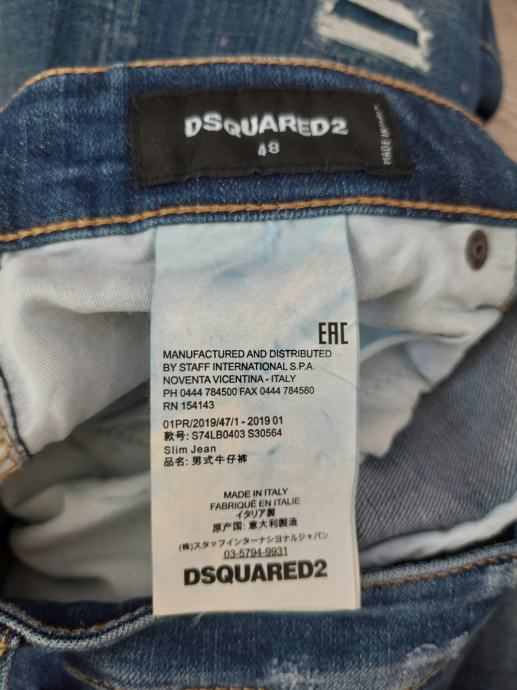 DSQUARED2
48
MADE IN
EAC
MANUFACTURED AND DISTRIBUTED
BY STAFF INTERNATIONAL S.P.A.
NOVENTA VICENTINA - ITALY
PH 0444 784500 FAX 0444 784580
RN 154143
01PR/2019/47/1 - 2019 01
款号: S74LB0403 S30564
Slim Jean
品名: 男式牛仔裤
MADE IN ITALY
FABRIQUÉ EN ITALIE
イタリア製
原产国: 意大利製造
(株)スタッフインターナショナルジャパン
03-5794-9931
DSQUARED2